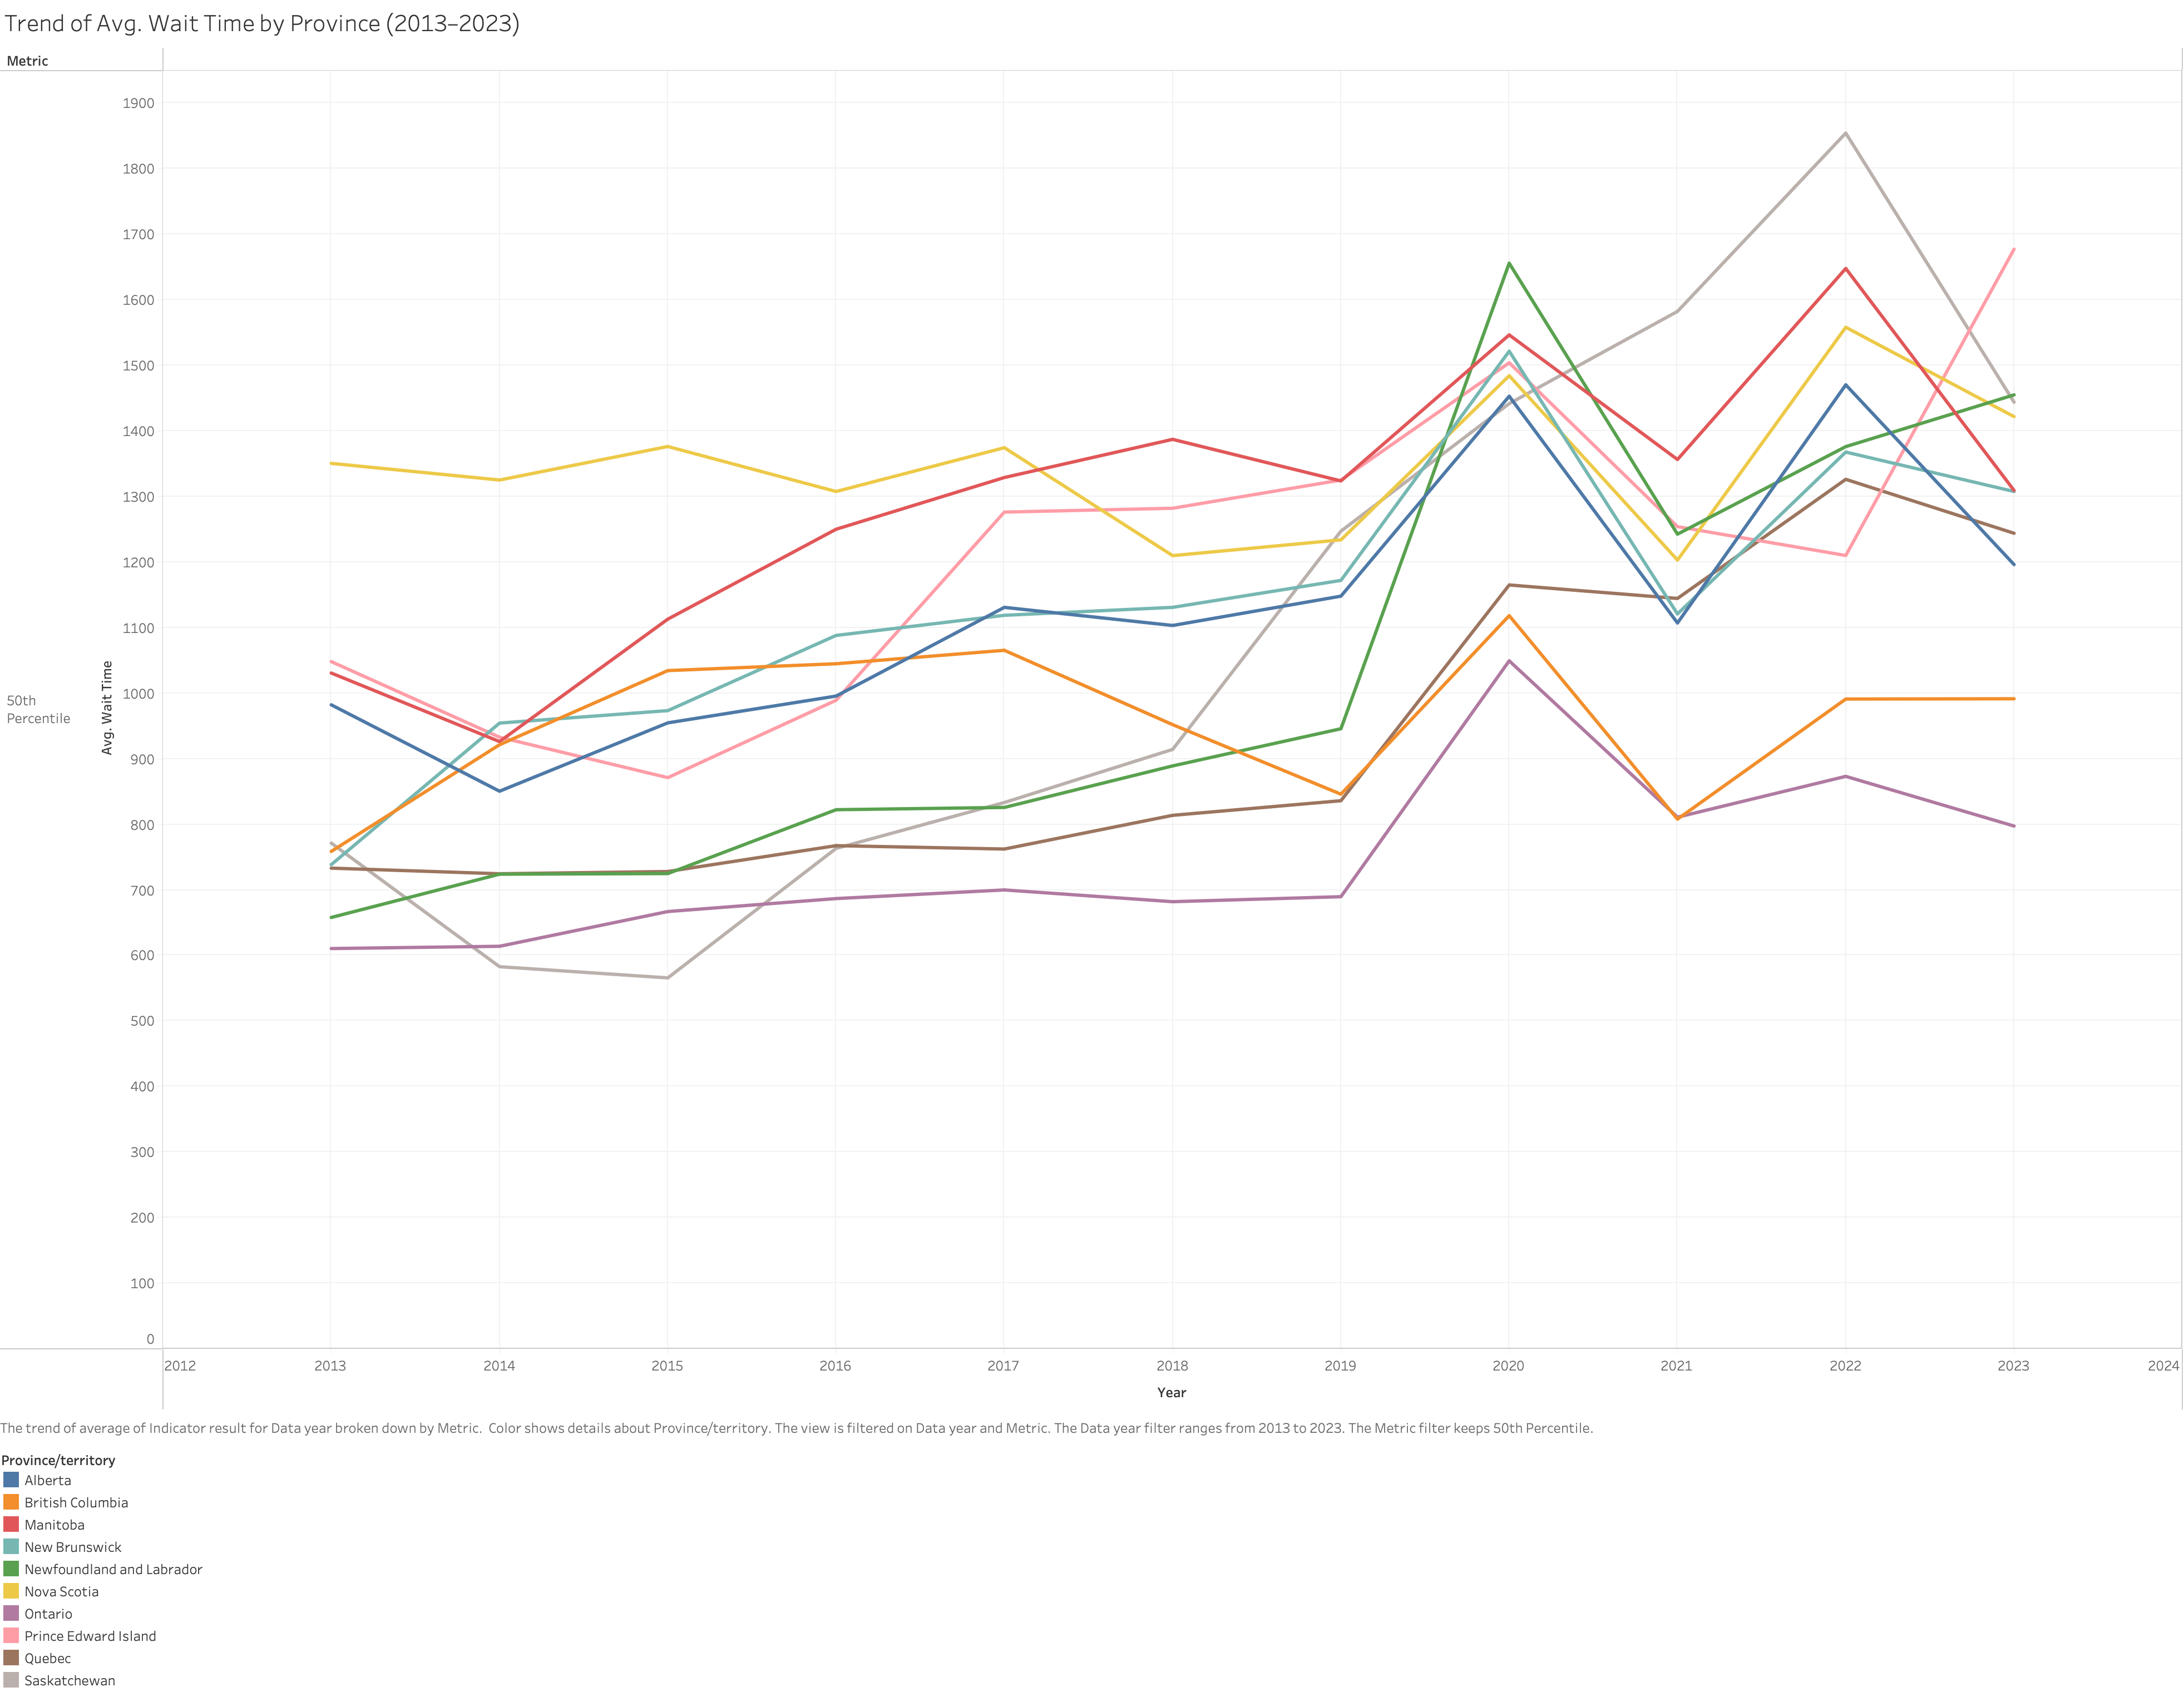 Trend of Avg. Wait Time by Province (2013–2023)
Metric
50th
Percentile
Avg. Wait Time
1900
1800
1700
1600
1500
1400
1300
1200
1100
1000
900
800
700
600
500
400
300
200
100
0
2012 2013 2014 2015 2016 2017 2018 2019 2020 2021 2022 2023 2024
Year
The trend of average of Indicator result for Data year broken down by Metric.  Color shows details about Province/territory. The view is filtered on Data year and Metric. The Data year filter ranges from 2013 to 2023. The Metric filter keeps 50th Percentile.
Province/territory
Alberta
British Columbia
Manitoba
New Brunswick
Newfoundland and Labrador
Nova Scotia
Ontario
Prince Edward Island
Quebec
Saskatchewan